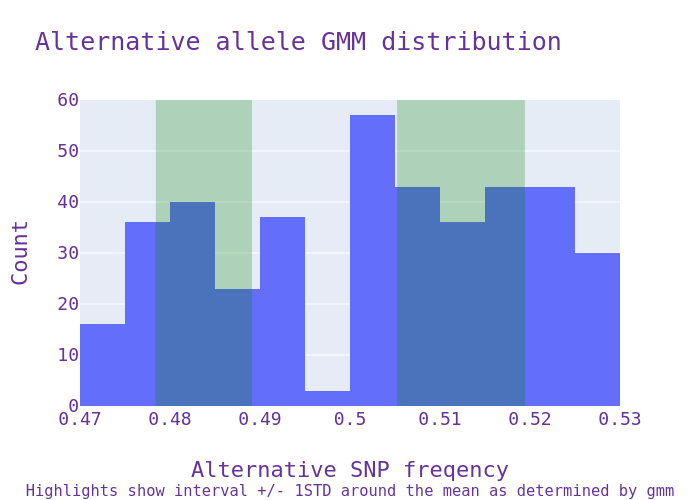 Alternative allele GMM distribution
60
50
40
30
20
10
0
Count
0.47 0.48 0.49 0.5 0.51 0.52 0.53
Alternative SNP freqency
Highlights show interval +/- 1STD around the mean as determined by gmm